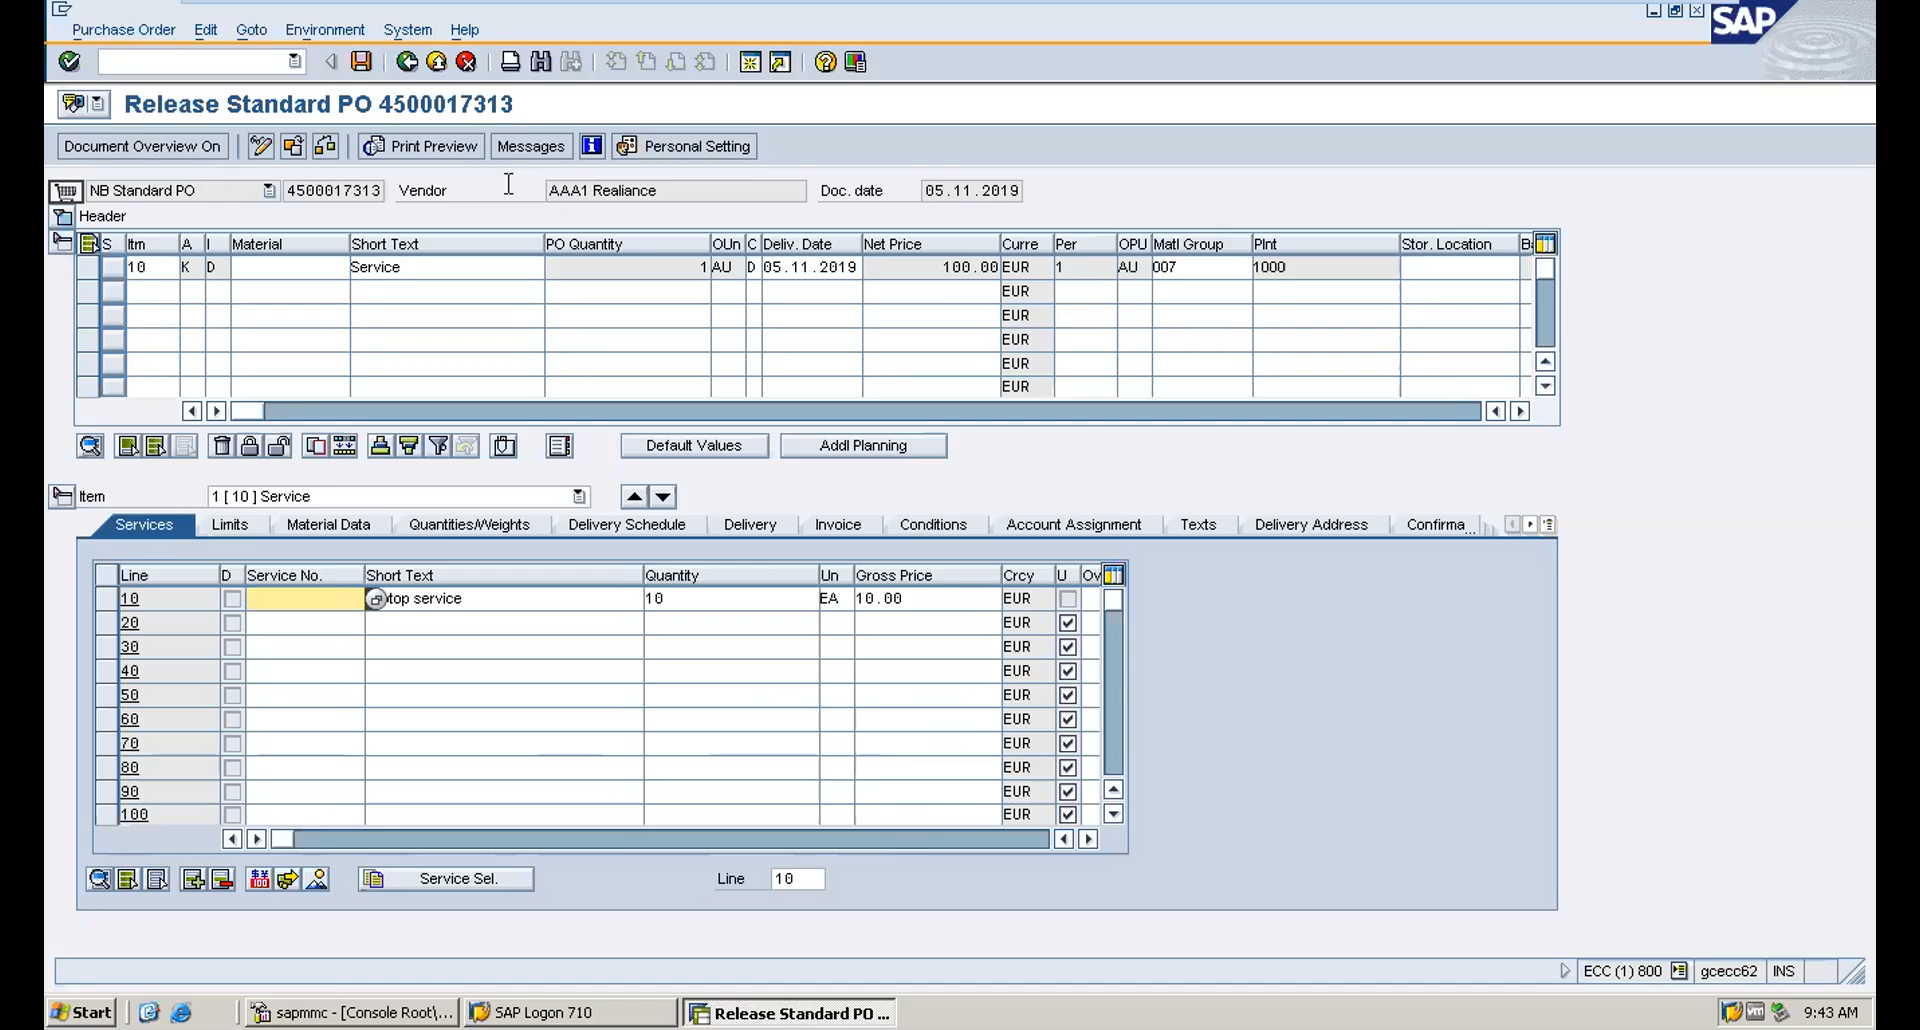 Purchase Order Edit Goto Environment System Help
SAP
Release Standard PO 4500017313
Document Overview On Print Preview Messages Personal Setting
NB Standard PO 4500017313 Vendor AAA1 Realiance Doc. date 05.11.2019
Header
S Itm A I Material Short Text PO Quantity OUn C Deliv. Date Net Price Curre Per OPU Matl Group Plnt Stor. Location
10 K D Service 1 AU D 05.11.2019 100.00 EUR 1 AU 007 1000
EUR
EUR
EUR
EUR
EUR
Default Values Addl Planning
Item 1 [ 10 ] Service
Services Limits Material Data Quantities/Weights Delivery Schedule Delivery Invoice Conditions Account Assignment Texts Delivery Address Confirma...
Line D Service No. Short Text Quantity Un Gross Price Crcy U Ov
10 top service 10 EA 10.00 EUR
20 EUR
30 EUR
40 EUR
50 EUR
60 EUR
70 EUR
80 EUR
90 EUR
100 EUR
Service Sel. Line 10
ECC (1) 800 gcecc62 INS
Start sapmmc - [Console Root\... SAP Logon 710 Release Standard PO ... 9:43 AM